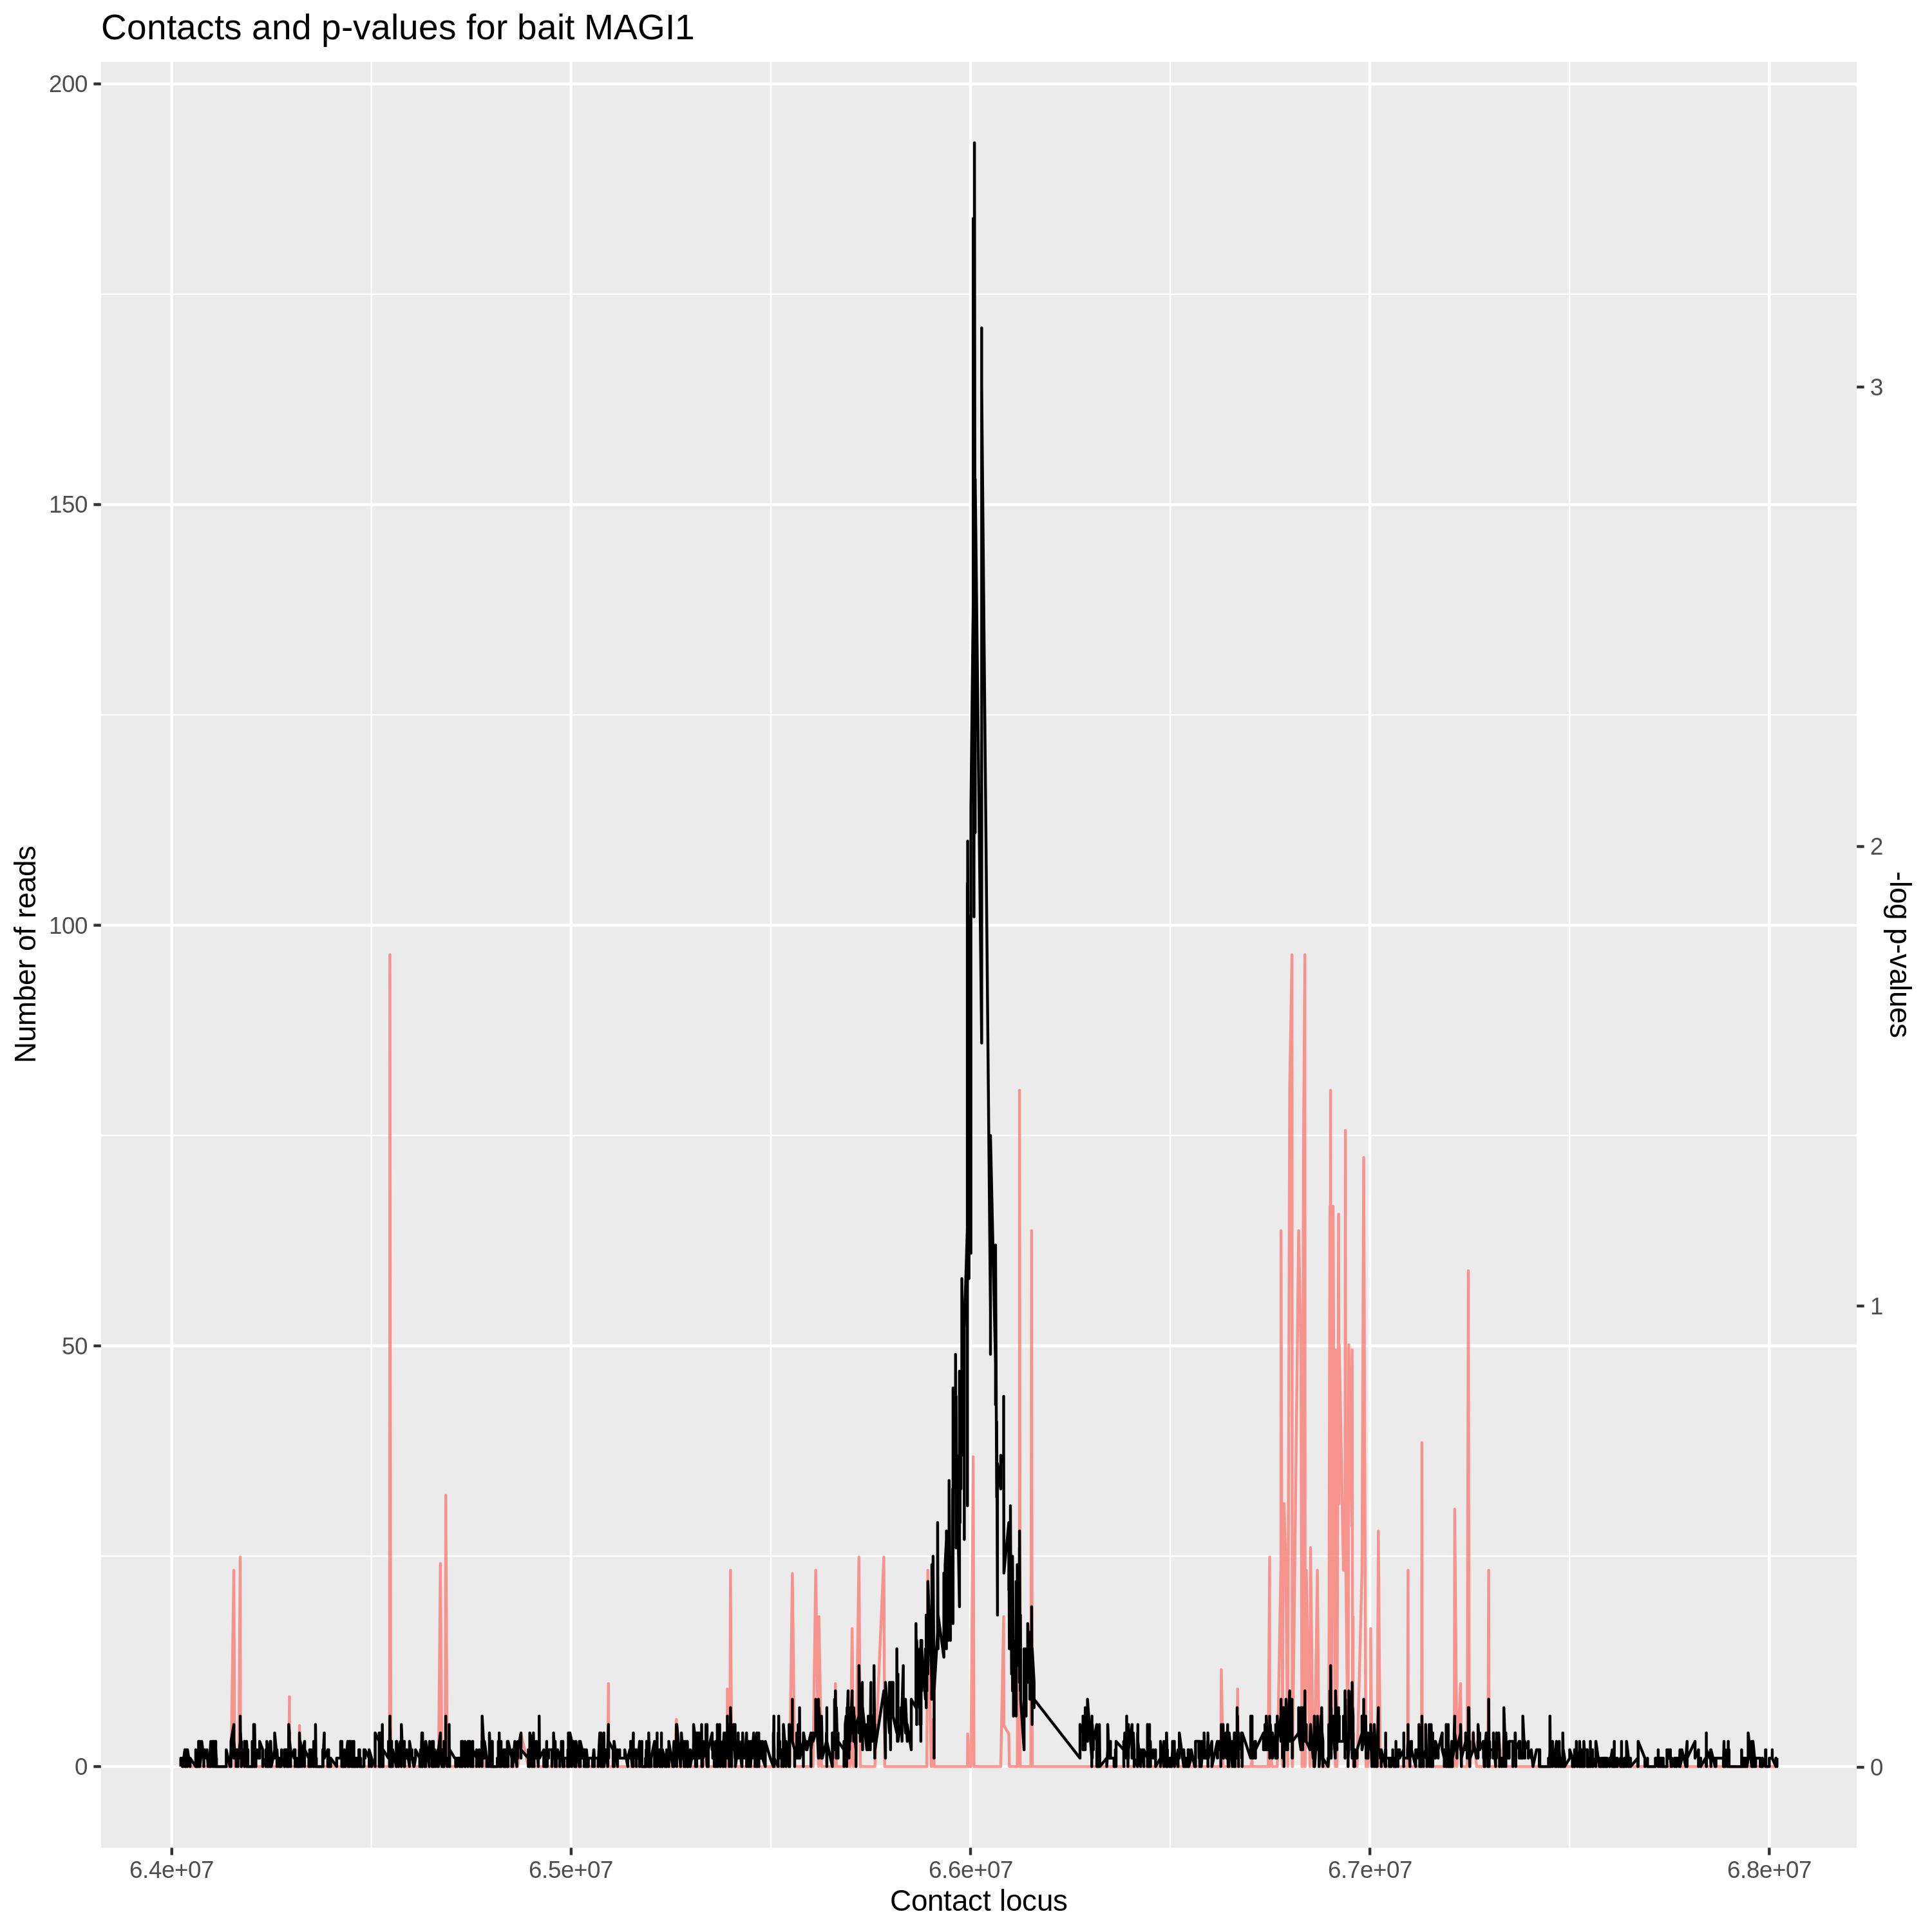 Contacts and p-values for bait MAGI1
200
150
100
50
0
3
2
1
0
Number of reads
-log p-values
6.4e+07 6.5e+07 6.6e+07 6.7e+07 6.8e+07
Contact locus